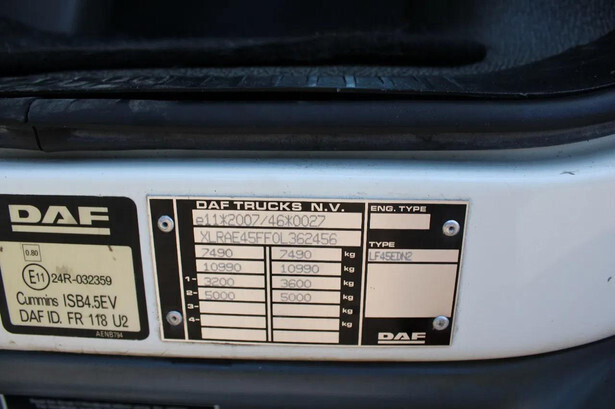 DAF
0.80
E11 24R-032359
Cummins ISB4.5EV
DAF ID. FR 118 U2
AENB794
DAF TRUCKS N.V.
e11*2007/46*0027
XLRAE45FF0L362456
7490 7490 kg
10990 10990 kg
1- 3200 3600 kg
2- 5000 5000 kg
3- kg
4- kg
ENG. TYPE
TYPE
LF45EDN2
DAF